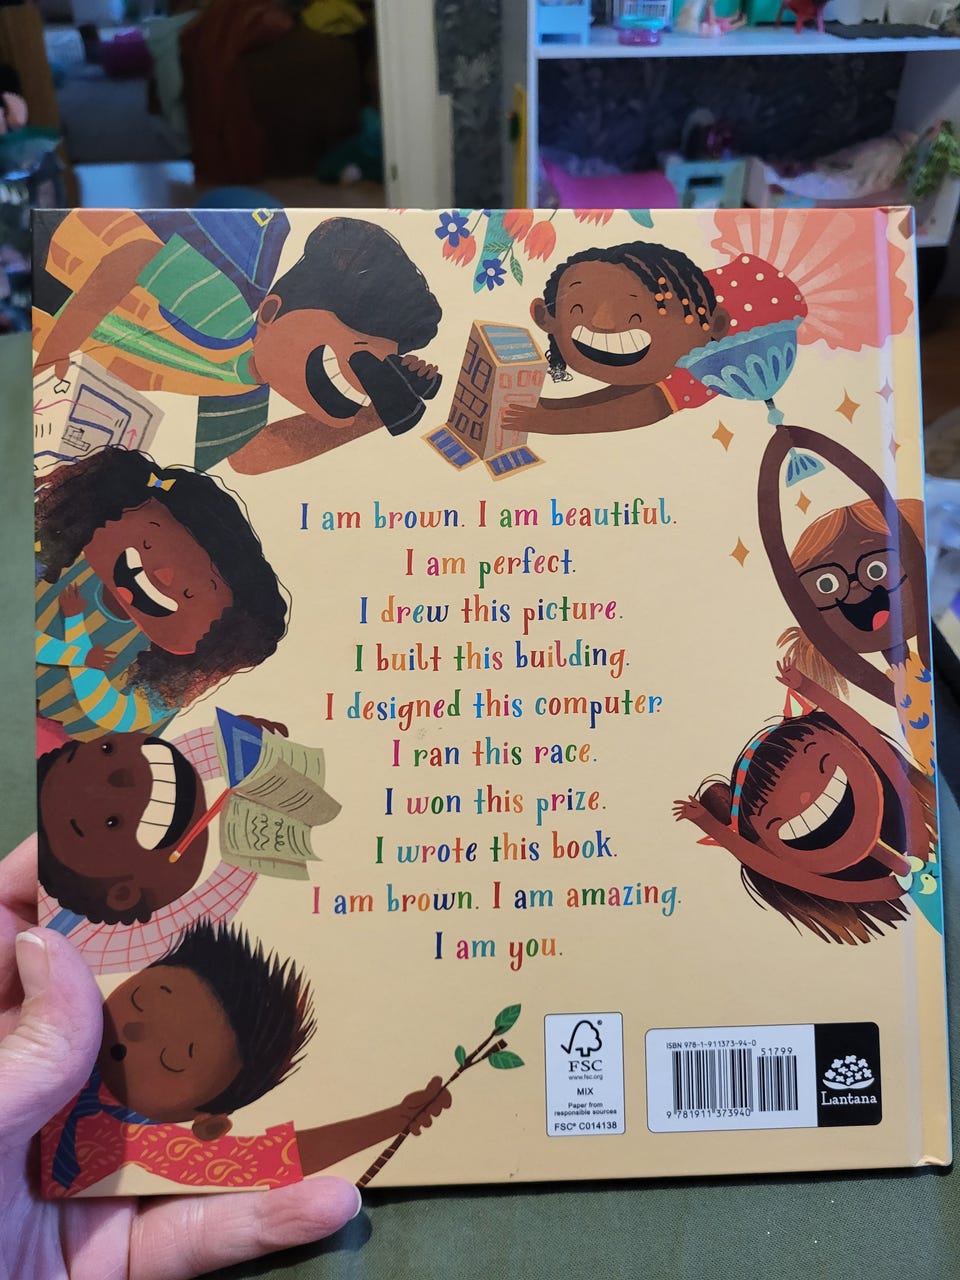 I am brown. I am beautiful.
I am perfect.
I drew this picture.
I built this building.
I designed this computer.
I ran this race.
I won this prize.
I wrote this book.
I am brown. I am amazing.
I am you.
FSC
www.fsc.org
MIX
Paper from
responsible sources
FSC® C014138
ISBN 978-1-911373-94-0
51799
9 781911 373940
Lantana